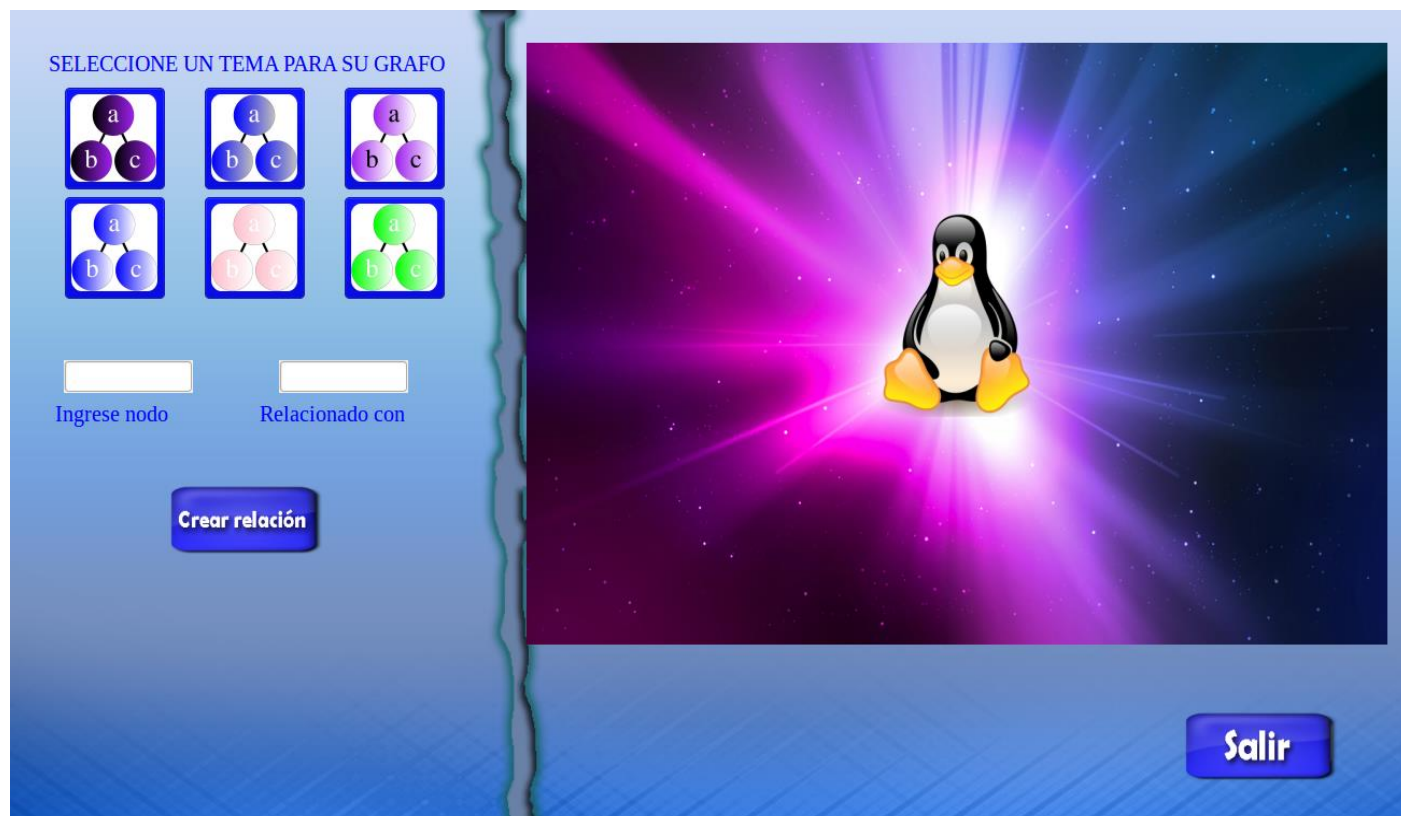 SELECCIONE UN TEMA PARA SU GRAFO
a a a
b c b c b c
a a a
b c b c b c
Ingrese nodo Relacionado con
Crear relación
Salir